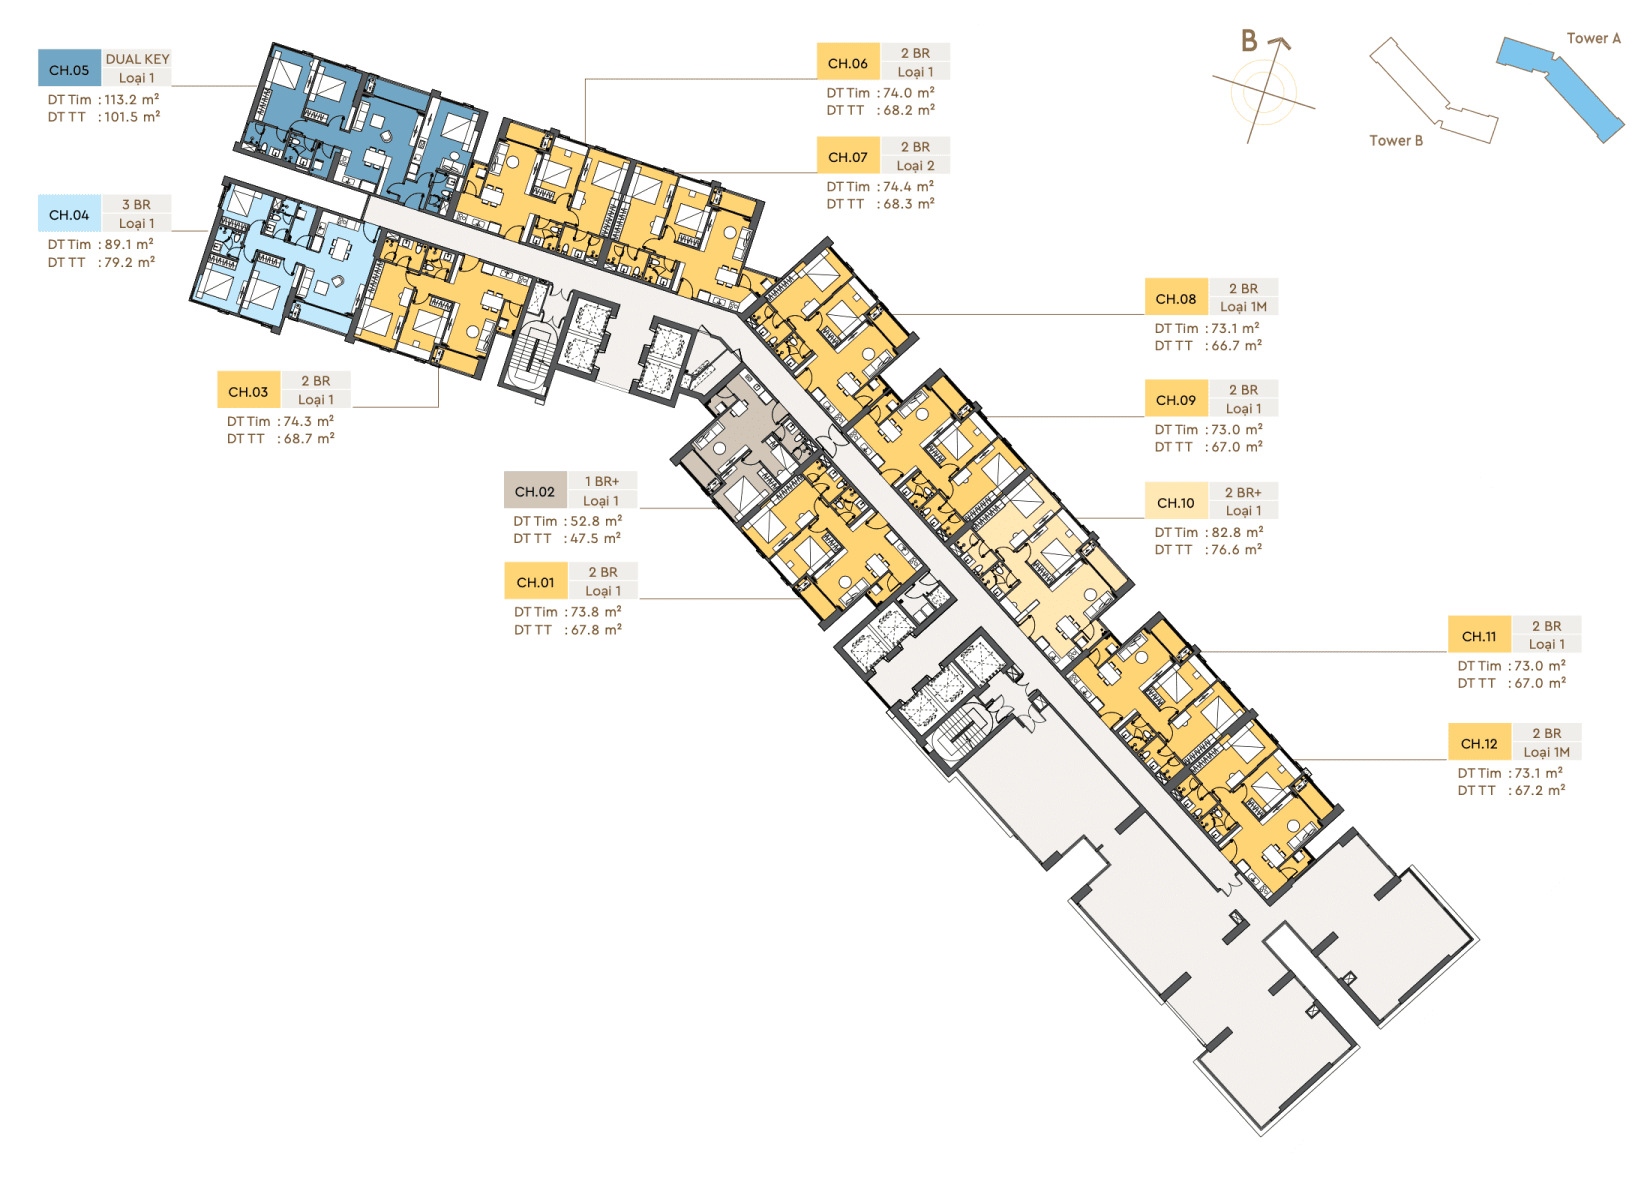 CH.05
DUAL KEY
Loại 1
DT Tim : 113.2 m²
DT TT : 101.5 m²
CH.04
3 BR
Loại 1
DT Tim : 89.1 m²
DT TT : 79.2 m²
CH.03
2 BR
Loại 1
DT Tim : 74.3 m²
DT TT : 68.7 m²
CH.06
2 BR
Loại 1
DT Tim : 74.0 m²
DT TT : 68.2 m²
CH.07
2 BR
Loại 2
DT Tim : 74.4 m²
DT TT : 68.3 m²
B
Tower A
Tower B
CH.08
2 BR
Loại 1M
DT Tim : 73.1 m²
DT TT : 66.7 m²
CH.09
2 BR
Loại 1
DT Tim : 73.0 m²
DT TT : 67.0 m²
CH.10
2 BR+
Loại 1
DT Tim : 82.8 m²
DT TT : 76.6 m²
CH.02
1 BR+
Loại 1
DT Tim : 52.8 m²
DT TT : 47.5 m²
CH.01
2 BR
Loại 1
DT Tim : 73.8 m²
DT TT : 67.8 m²
CH.11
2 BR
Loại 1
DT Tim : 73.0 m²
DT TT : 67.0 m²
CH.12
2 BR
Loại 1M
DT Tim : 73.1 m²
DT TT : 67.2 m²